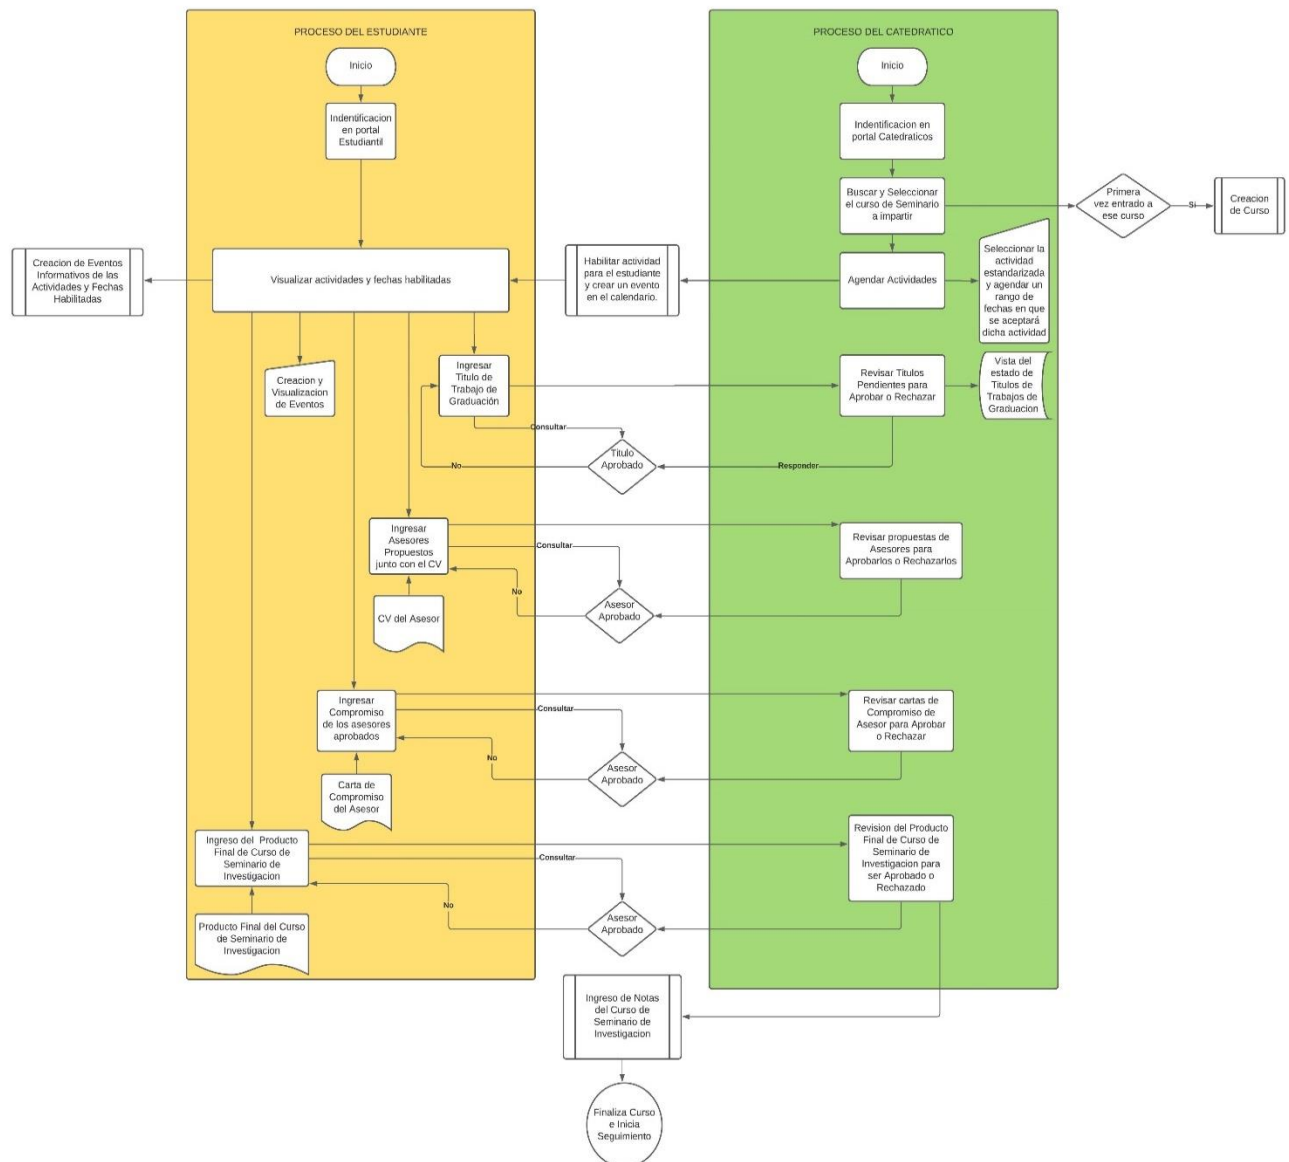 PROCESO DEL ESTUDIANTE
Inicio
Indentificacion
en portal
Estudiantil
Visualizar actividades y fechas habilitadas
Creacion de Eventos
Informativos de las
Actividades y Fechas
Habilitadas
Creacion y
Visualizacion
de Eventos
Ingresar
Titulo de
Trabajo de
Graduación
Consultar
Titulo
Aprobado
No
Responder
Ingresar
Asesores
Propuestos
junto con el CV
CV del Asesor
Consultar
No
Asesor
Aprobado
Ingresar
Compromiso
de los asesores
aprobados
Carta de
Compromiso
del Asesor
Consultar
No
Asesor
Aprobado
Ingreso del Producto
Final de Curso de
Seminario de
Investigacion
Producto Final del Curso
de Seminario de
Investigacion
Consultar
No
Asesor
Aprobado
PROCESO DEL CATEDRATICO
Inicio
Indentificacion en
portal Catedraticos
Buscar y Seleccionar
el curso de Seminario
a impartir
Primera
vez entrado a
ese curso
Si
Creacion
de Curso
Agendar Actividades
Habilitar actividad
para el estudiante
y crear un evento
en el calendario.
Seleccionar la
actividad
estandarizada
y agendar un
rango de
fechas en que
se aceptará
dicha actividad
Revisar Titulos
Pendientes para
Aprobar o Rechazar
Vista del
estado de
Titulos de
Trabajos de
Graduacion
Revisar propuestas de
Asesores para
Aprobarlos o Rechazarlos
Revisar cartas de
Compromiso de
Asesor para Aprobar
o Rechazar
Revision del Producto
Final de Curso de
Seminario de
Investigacion para
ser Aprobado o
Rechazado
Ingreso de Notas
del Curso de
Seminario de
Investigacion
Finaliza Curso
e Inicia
Seguimiento